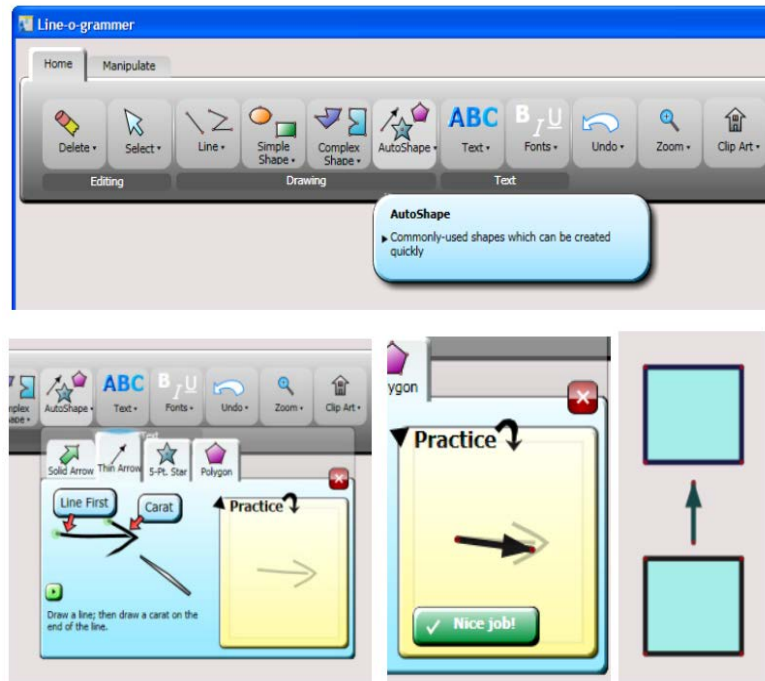 Line-o-grammer
Home Manipulate
ABC B I U
Delete Select Line Simple Shape Complex Shape AutoShape Text Fonts Undo Zoom Clip Art
Editing Drawing Text
AutoShape
Commonly-used shapes which can be created
quickly
ABC B I U
AutoShape Text Fonts Undo Zoom Clip Art
Solid Arrow Thin Arrow 5-Pt. Star Polygon
Line First Carat
Practice
Draw a line; then draw a carat on the
end of the line.
ygon
Practice
Nice job!